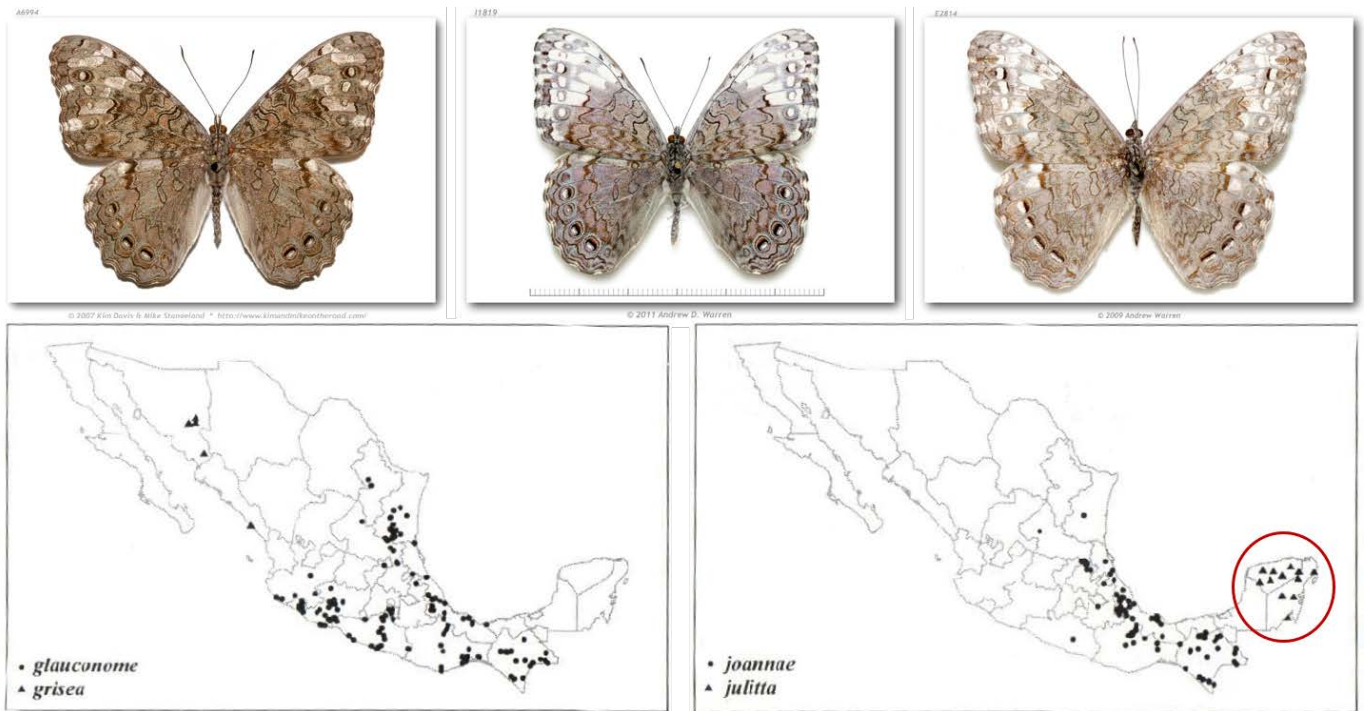 A6994
I1819
E2814
© 2007 Kim Davis & Mike Stangeland * http://www.kimandmikeontheroad.com/
© 2011 Andrew D. Warren
© 2009 Andrew Warren
glauconome
grisea
joannae
julitta